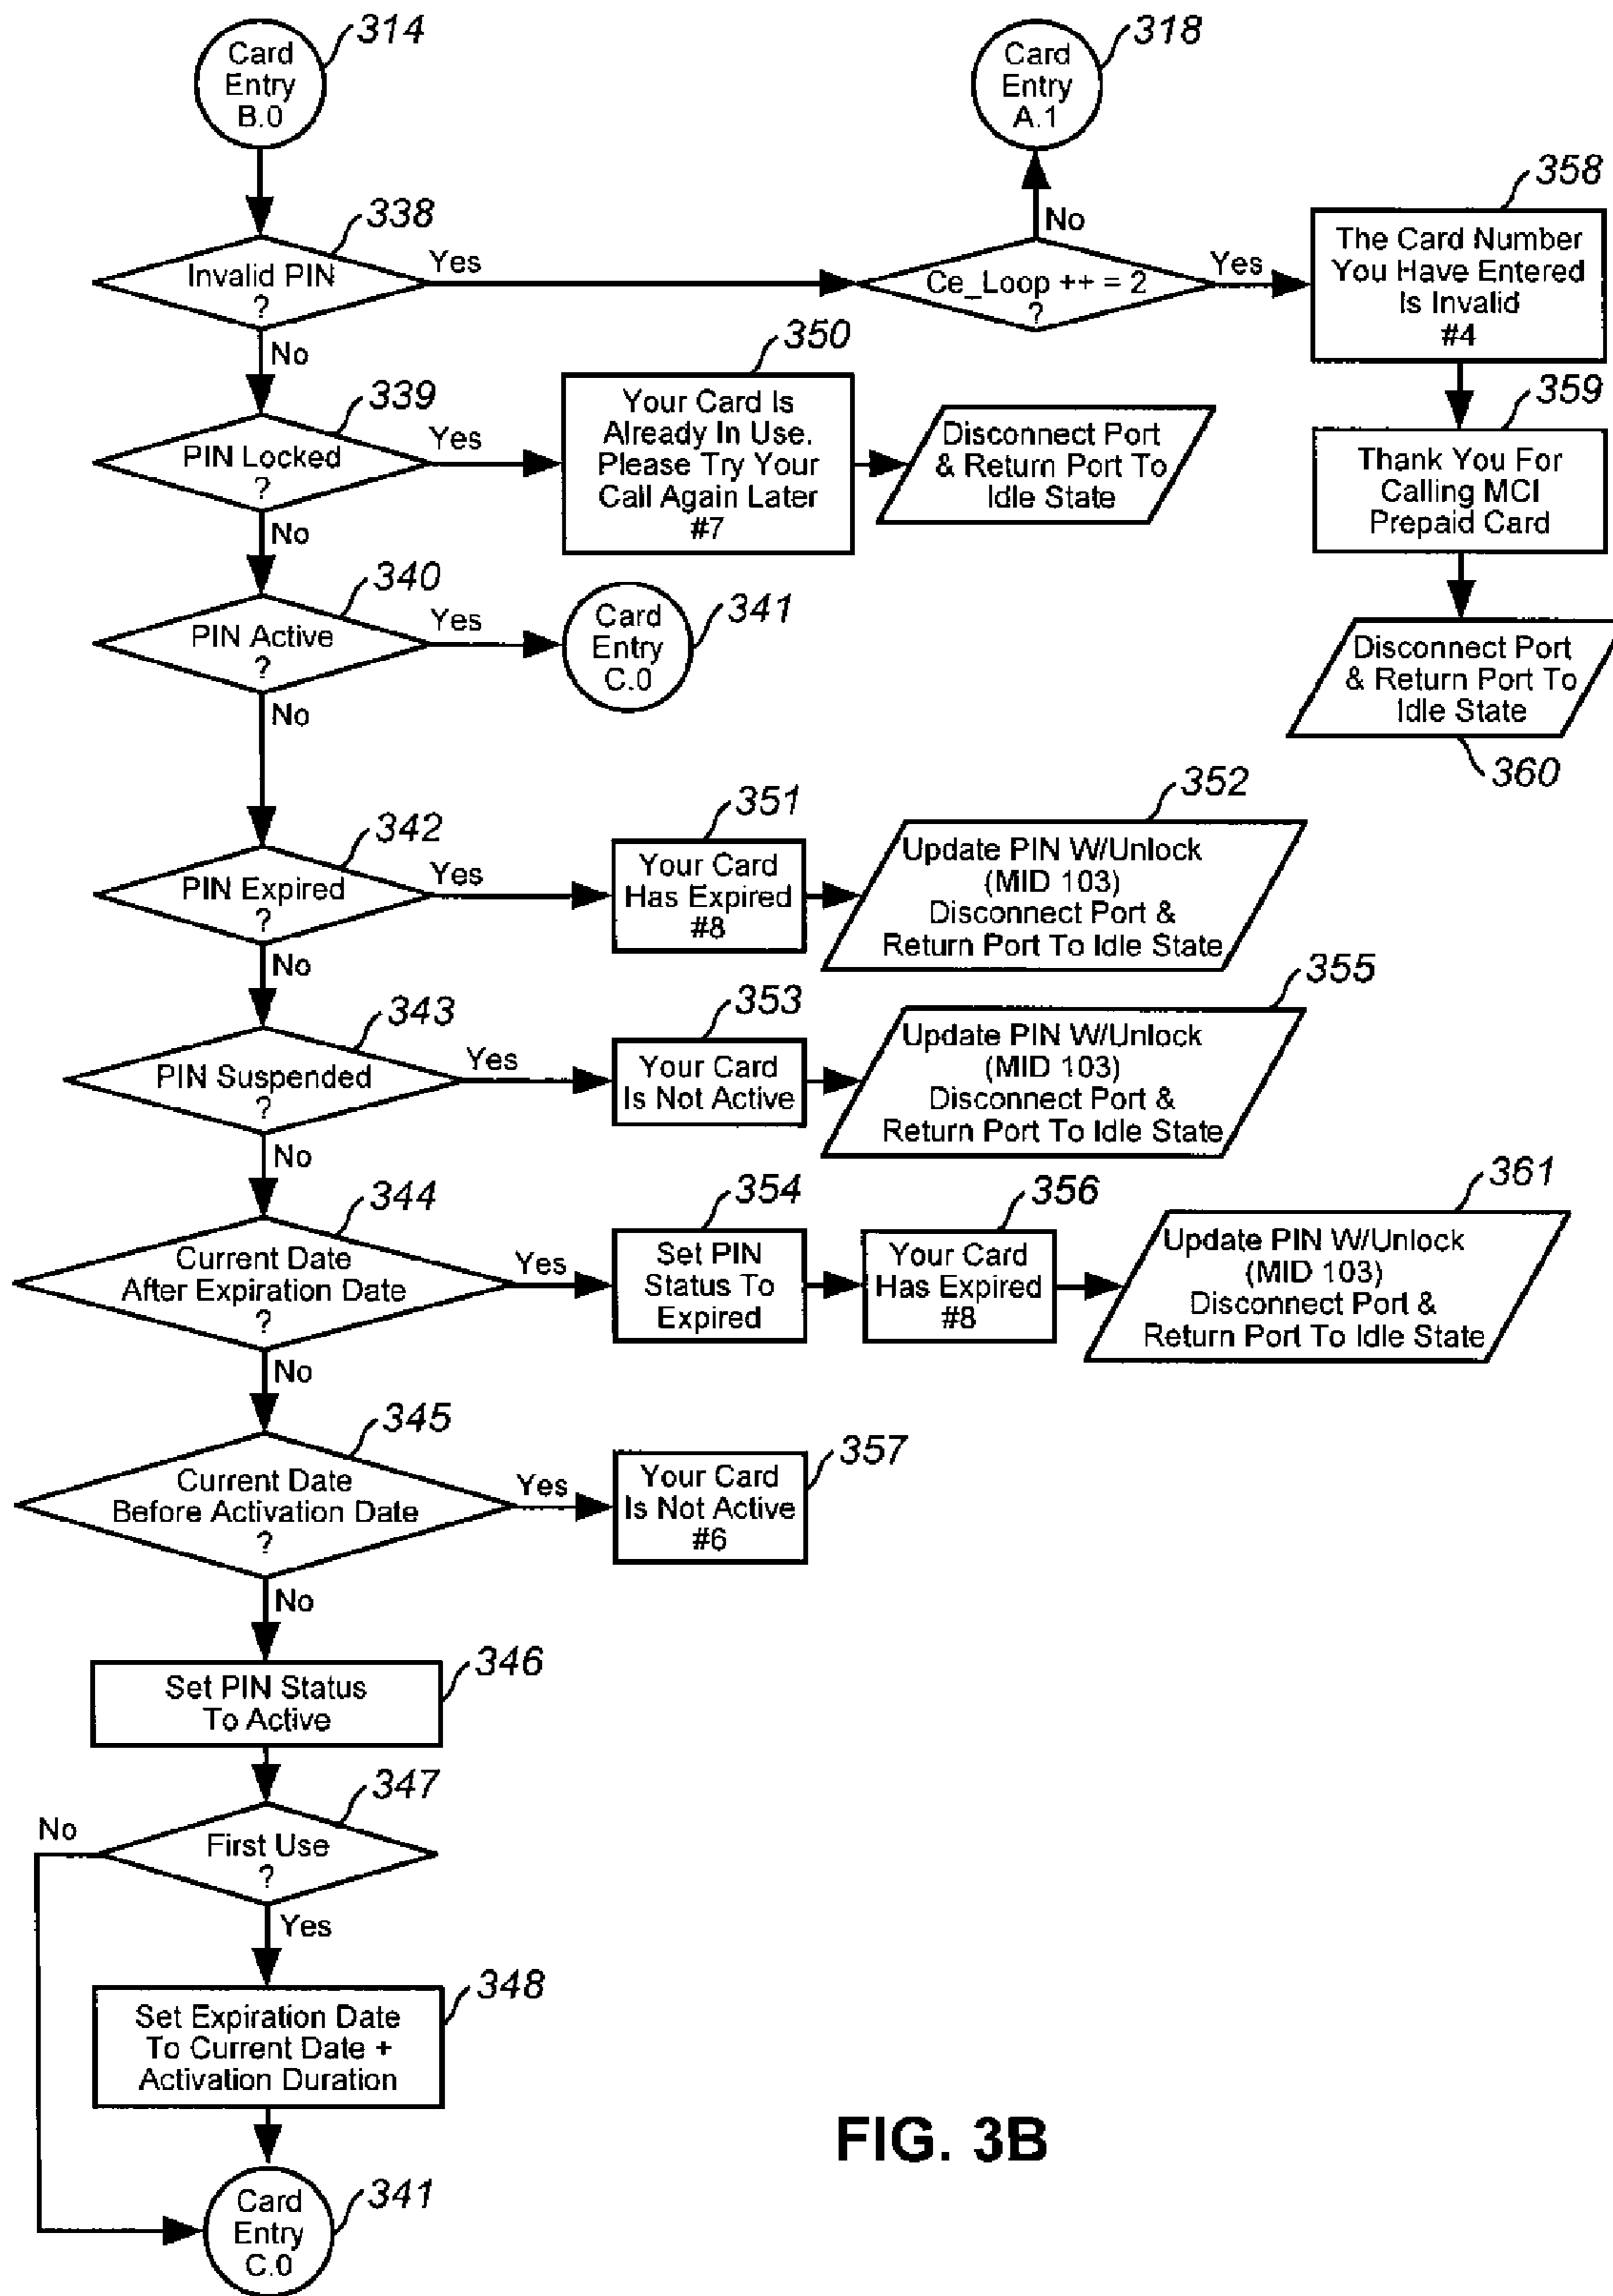 314
Card
Entry
B.0
318
Card
Entry
A.1
338
Invalid PIN
?
Yes
No
No
Ce_Loop ++ = 2
?
Yes
358
The Card Number
You Have Entered
Is Invalid
#4
339
PIN Locked
?
Yes
No
350
Your Card Is
Already In Use.
Please Try Your
Call Again Later
#7
Disconnect Port
& Return Port To
Idle State
359
Thank You For
Calling MCI
Prepaid Card
340
PIN Active
?
Yes
No
Card
Entry
C.0
341
Disconnect Port
& Return Port To
Idle State
360
342
PIN Expired
?
Yes
No
351
Your Card
Has Expired
#8
352
Update PIN W/Unlock
(MID 103)
Disconnect Port &
Return Port To Idle State
343
PIN Suspended
?
Yes
No
353
Your Card
Is Not Active
355
Update PIN W/Unlock
(MID 103)
Disconnect Port &
Return Port To Idle State
344
Current Date
After Expiration Date
?
Yes
No
354
Set PIN
Status To
Expired
356
Your Card
Has Expired
#8
361
Update PIN W/Unlock
(MID 103)
Disconnect Port &
Return Port To Idle State
345
Current Date
Before Activation Date
?
Yes
No
Your Card
Is Not Active
#6
357
346
Set PIN Status
To Active
347
No
First Use
?
Yes
348
Set Expiration Date
To Current Date +
Activation Duration
341
Card
Entry
C.0
FIG. 3B